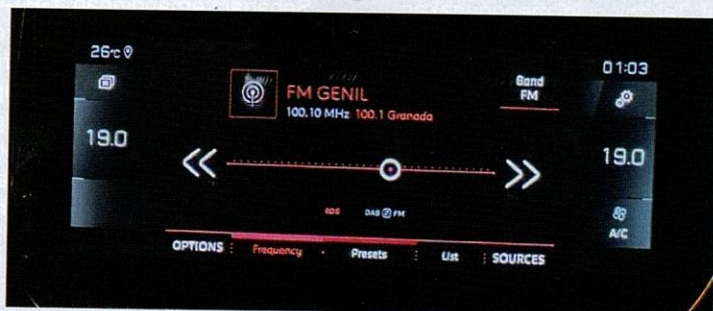 26°C
01:03
FM GENIL
Band
FM
100.10 MHz 100.1 Granada
19.0
19.0
RDS DAB FM
A/C
OPTIONS Frequency Presets List SOURCES